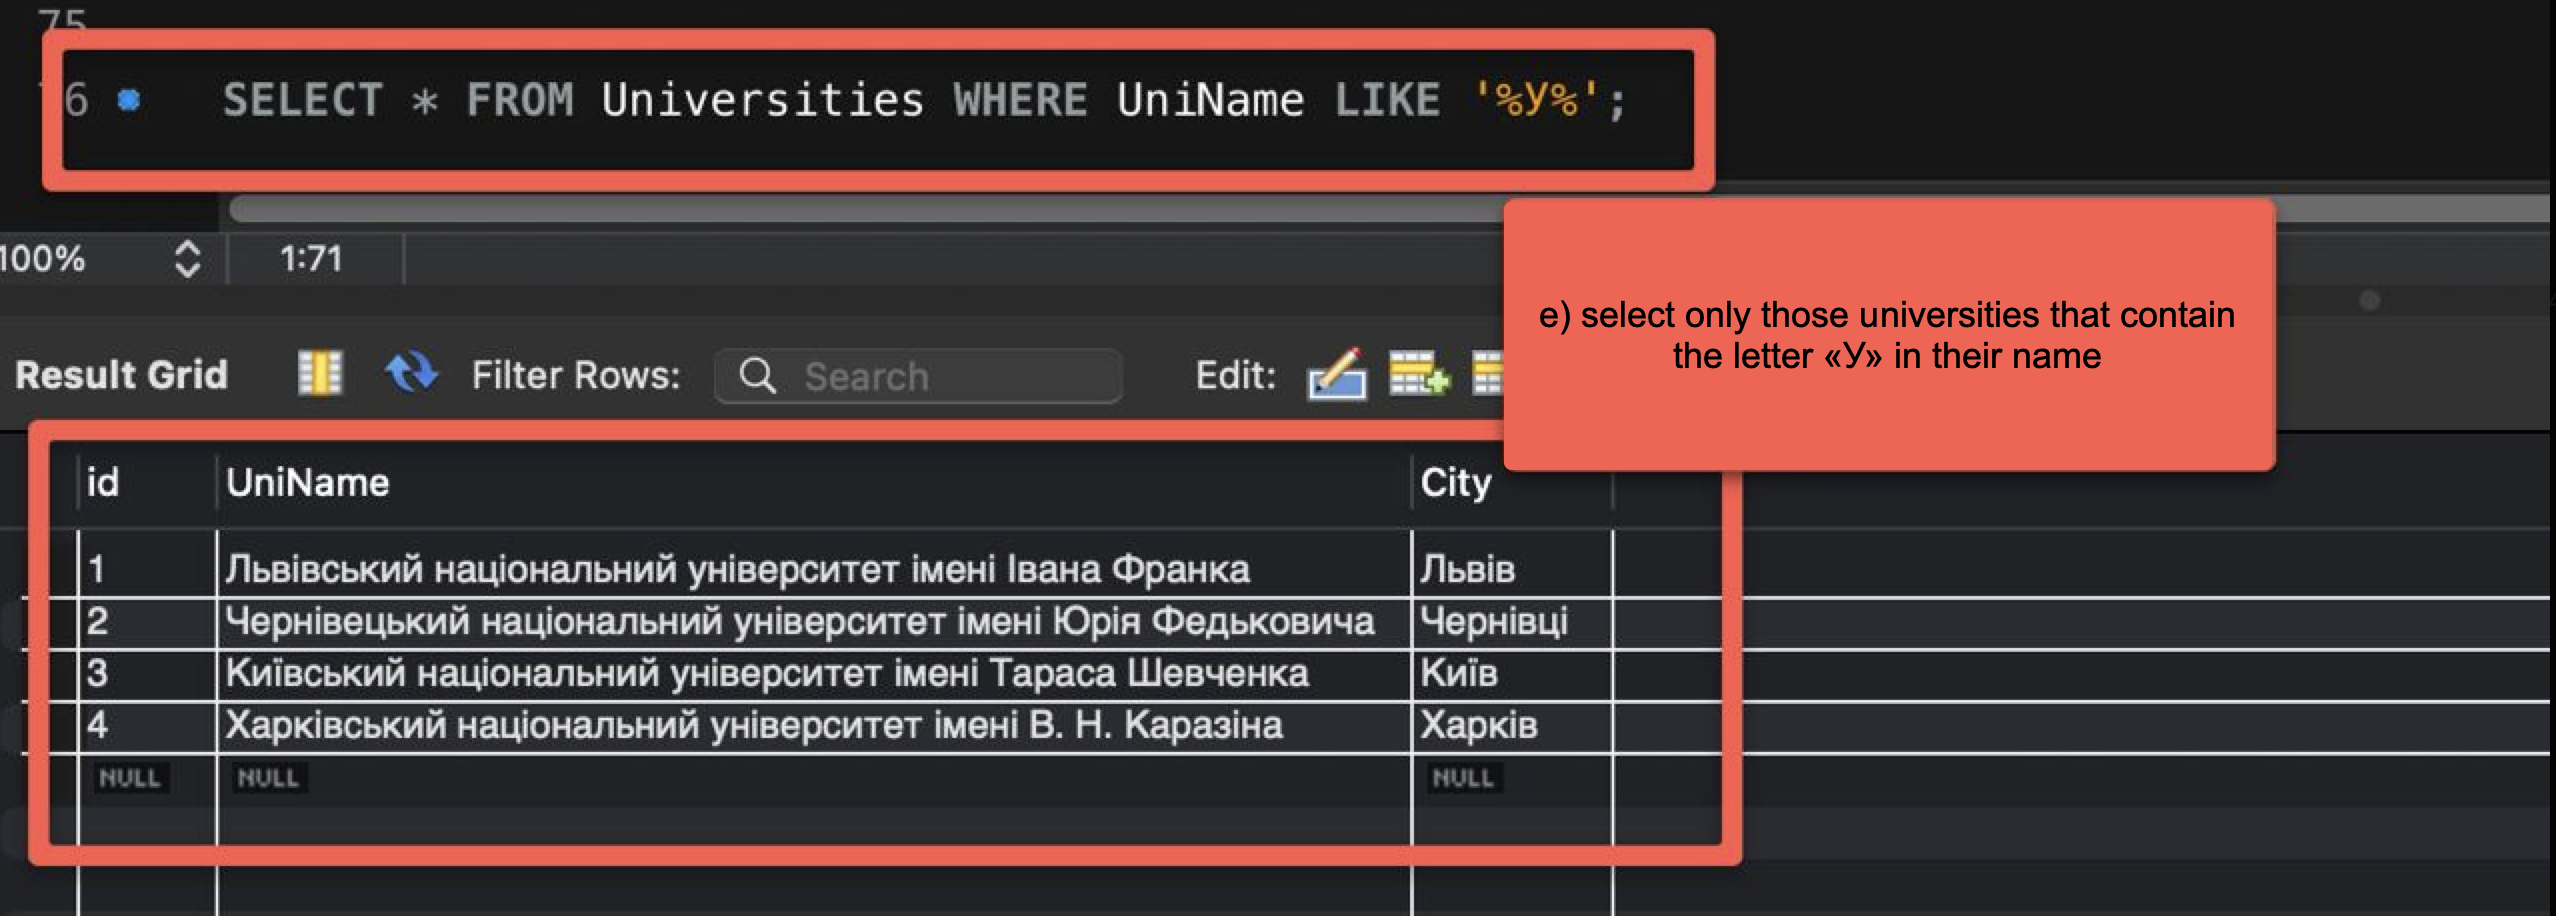 75
76 SELECT * FROM Universities WHERE UniName LIKE '%У%';
100% 1:71
e) select only those universities that contain
the letter «У» in their name
Result Grid Filter Rows: Search Edit:
id UniName City
1 Львівський національний університет імені Івана Франка Львів
2 Чернівецький національний університет імені Юрія Федьковича Чернівці
3 Київський національний університет імені Тараса Шевченка Київ
4 Харківський національний університет імені В. Н. Каразіна Харків
NULL NULL NULL